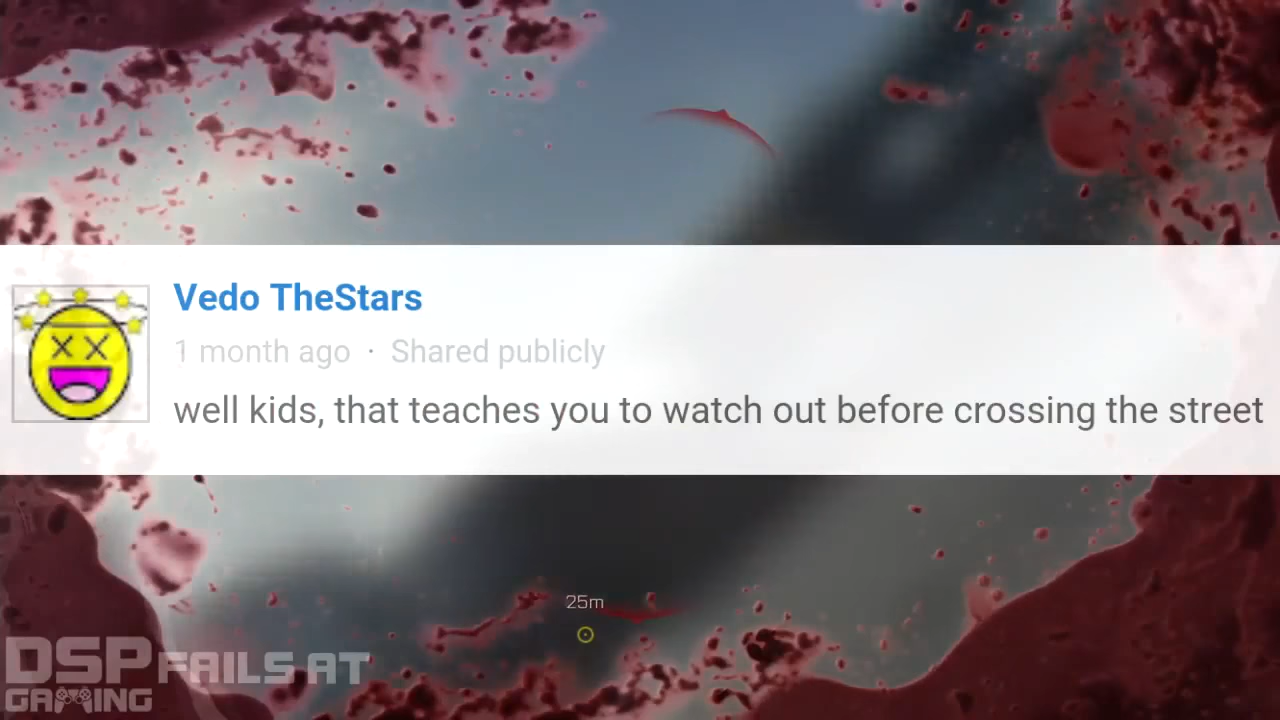 Vedo TheStars
1 month ago · Shared publicly
well kids, that teaches you to watch out before crossing the street
25m
DSP FAILS AT
GAMING